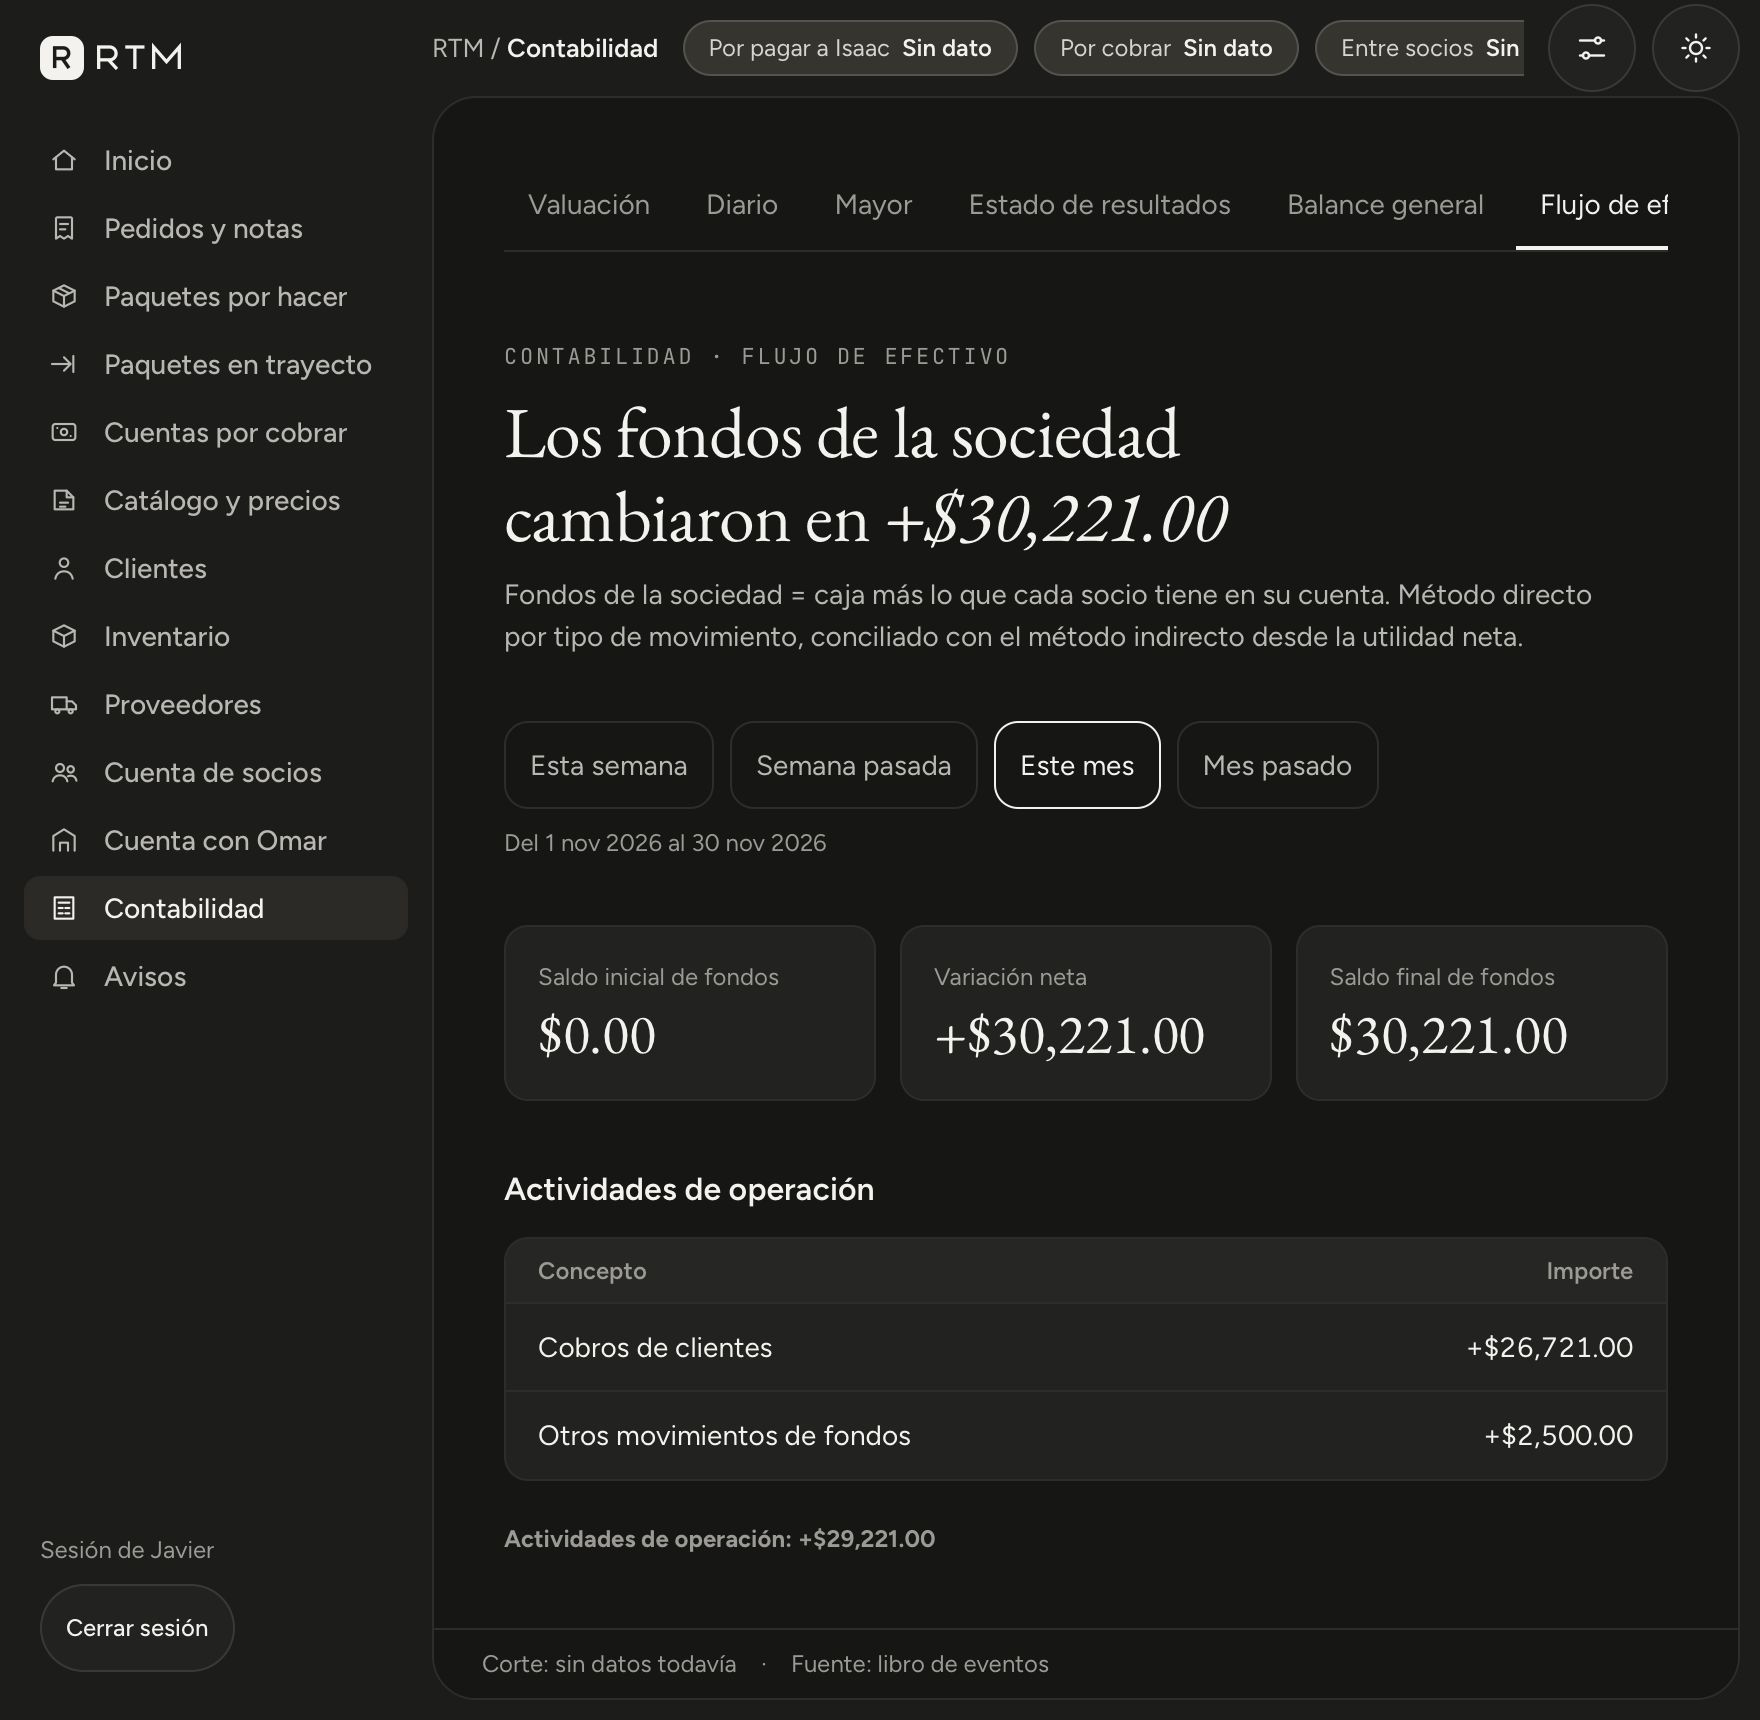 R RTM
RTM / Contabilidad
Por pagar a Isaac Sin dato
Por cobrar Sin dato
Entre socios Sin
Inicio
Pedidos y notas
Paquetes por hacer
Paquetes en trayecto
Cuentas por cobrar
Catálogo y precios
Clientes
Inventario
Proveedores
Cuenta de socios
Cuenta con Omar
Contabilidad
Avisos
Sesión de Javier
Cerrar sesión
Valuación Diario Mayor Estado de resultados Balance general Flujo de ef
CONTABILIDAD · FLUJO DE EFECTIVO
Los fondos de la sociedad
cambiaron en +$30,221.00
Fondos de la sociedad = caja más lo que cada socio tiene en su cuenta. Método directo
por tipo de movimiento, conciliado con el método indirecto desde la utilidad neta.
Esta semana Semana pasada Este mes Mes pasado
Del 1 nov 2026 al 30 nov 2026
Saldo inicial de fondos
$0.00
Variación neta
+$30,221.00
Saldo final de fondos
$30,221.00
Actividades de operación
Concepto Importe
Cobros de clientes +$26,721.00
Otros movimientos de fondos +$2,500.00
Actividades de operación: +$29,221.00
Corte: sin datos todavía · Fuente: libro de eventos